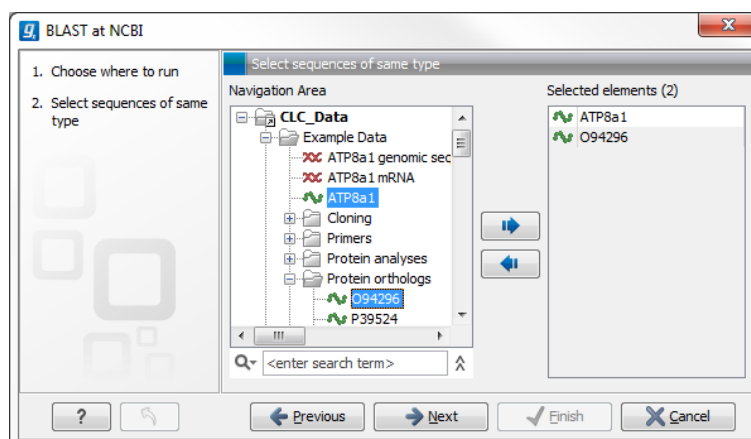 BLAST at NCBI
1. Choose where to run
2. Select sequences of same
type
Select sequences of same type
Navigation Area
CLC_Data
Example Data
ATP8a1 genomic sec
ATP8a1 mRNA
ATP8a1
Cloning
Primers
Protein analyses
Protein orthologs
O94296
P39524
<enter search term>
Selected elements (2)
ATP8a1
O94296
?
Previous
Next
Finish
Cancel